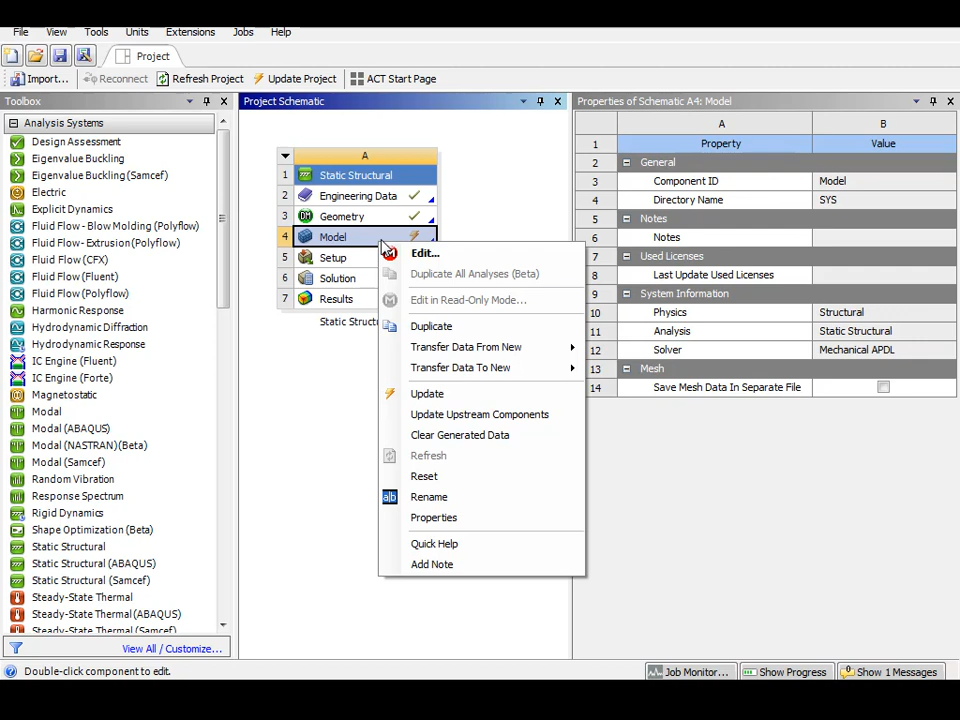 File View Tools Units Extensions Jobs Help
Project
Import... Reconnect Refresh Project Update Project ACT Start Page
Toolbox
Analysis Systems
Design Assessment
Eigenvalue Buckling
Eigenvalue Buckling (Samcef)
Electric
Explicit Dynamics
Fluid Flow - Blow Molding (Polyflow)
Fluid Flow - Extrusion (Polyflow)
Fluid Flow (CFX)
Fluid Flow (Fluent)
Fluid Flow (Polyflow)
Harmonic Response
Hydrodynamic Diffraction
Hydrodynamic Response
IC Engine (Fluent)
IC Engine (Forte)
Magnetostatic
Modal
Modal (ABAQUS)
Modal (NASTRAN)(Beta)
Modal (Samcef)
Random Vibration
Response Spectrum
Rigid Dynamics
Shape Optimization (Beta)
Static Structural
Static Structural (ABAQUS)
Static Structural (Samcef)
Steady-State Thermal
Steady-State Thermal (ABAQUS)
Steady-State Thermal (Samcef)
View All / Customize...
Project Schematic
A
1 Static Structural
2 Engineering Data
3 DM Geometry
4 Model
5 Setup
6 Solution
7 Results
Static Struct
Edit...
Duplicate All Analyses (Beta)
Edit in Read-Only Mode...
Duplicate
Transfer Data From New
Transfer Data To New
Update
Update Upstream Components
Clear Generated Data
Refresh
Reset
a|b Rename
Properties
Quick Help
Add Note
Properties of Schematic A4: Model
A B
1 Property Value
2 General
3 Component ID Model
4 Directory Name SYS
5 Notes
6 Notes
7 Used Licenses
8 Last Update Used Licenses
9 System Information
10 Physics Structural
11 Analysis Static Structural
12 Solver Mechanical APDL
13 Mesh
14 Save Mesh Data In Separate File
Double-click component to edit.
Job Monitor... Show Progress Show 1 Messages